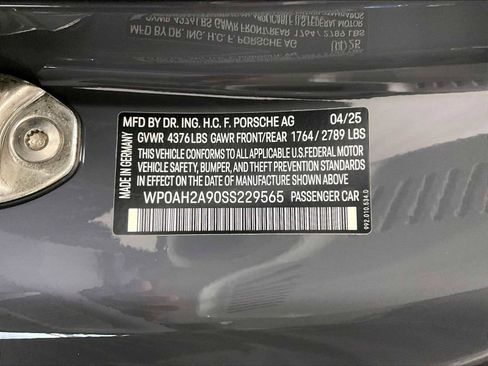 MFD BY DR. ING. H.C. F. PORSCHE AG 04/25
GVWR 4376LBS GAWR FRONT/REAR 1764/2789 LBS
THIS VEHICLE CONFORMS TO ALL APPLICABLE U.S.FEDERAL MOTOR
VEHICLE SAFETY, BUMPER, AND THEFT PREVENTION STANDARDS
IN EFFECT ON THE DATE OF MANUFACTURE SHOWN ABOVE.
WP0AH2A90SS229565 PASSENGER CAR
MADE IN GERMANY
992.010.534.0